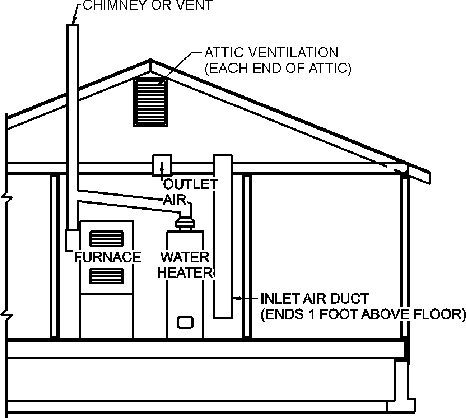 CHIMNEY OR VENT
ATTIC VENTILATION
(EACH END OF ATTIC)
OUTLET
AIR
FURNACE
WATER
HEATER
INLET AIR DUCT
(ENDS 1 FOOT ABOVE FLOOR)